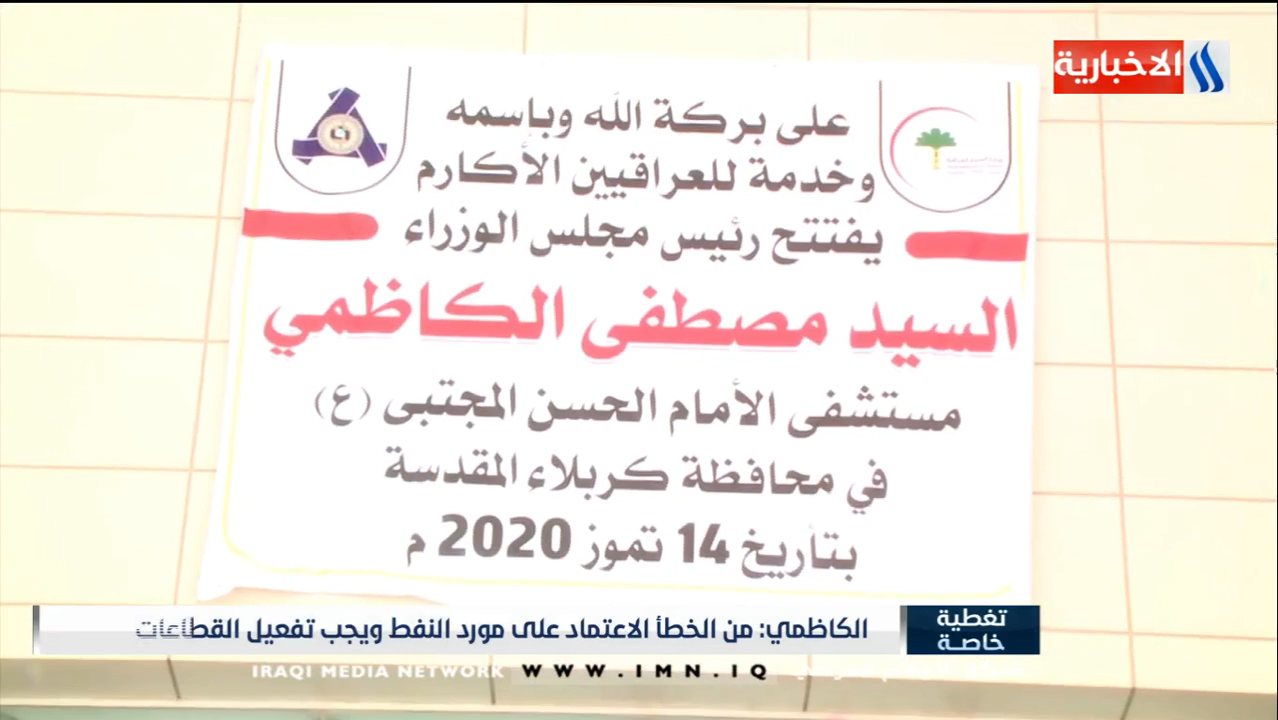 الاخبارية
على بركة الله وباسمه
وخدمة للعراقيين الأكارم
يفتتح رئيس مجلس الوزراء
السيد مصطفى الكاظمي
مستشفى الأمام الحسن المجتبى (ع)
في محافظة كربلاء المقدسة
بتأريخ 14 تموز 2020 م
تغطية
خاصة
الكاظمي: من الخطأ الاعتماد على مورد النفط ويجب تفعيل القطاعات
IRAQI MEDIA NETWORK
WWW.IMN.IQ